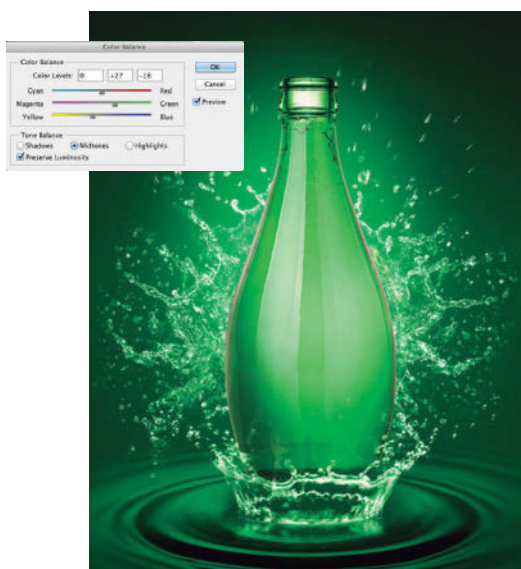 Color Balance
Color Balance
Color Levels: 0 +27 -18
Cyan Red
Magenta Green
Yellow Blue
Tone Balance
Shadows Midtones Highlights
Preserve Luminosity
OK
Cancel
Preview